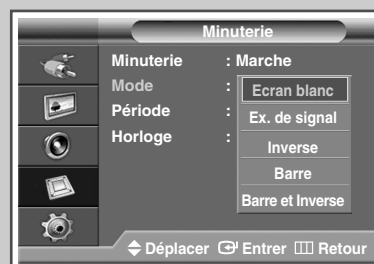 Minuterie
Minuterie : Marche
Mode : Ecran blanc
Période : Ex. de signal
Horloge : Inverse
Barre
Barre et Inverse
Déplacer Entrer Retour